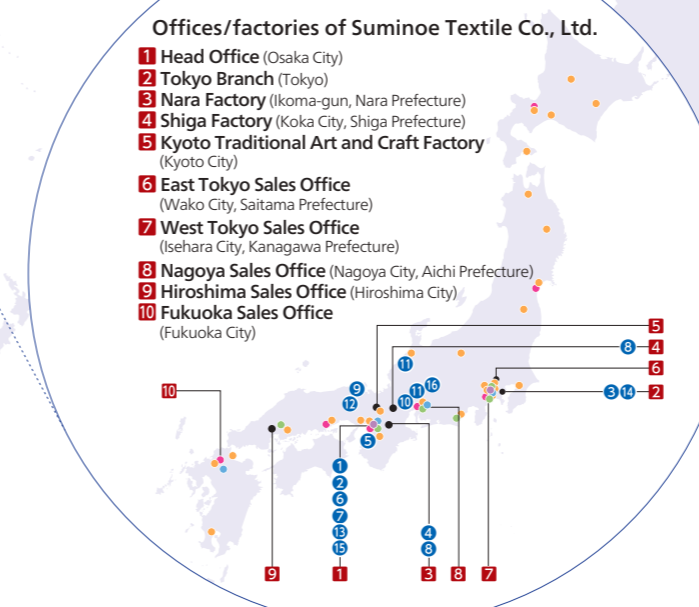 Offices/factories of Suminoe Textile Co., Ltd.
1 Head Office (Osaka City)
2 Tokyo Branch (Tokyo)
3 Nara Factory (Ikoma-gun, Nara Prefecture)
4 Shiga Factory (Koka City, Shiga Prefecture)
5 Kyoto Traditional Art and Craft Factory
(Kyoto City)
6 East Tokyo Sales Office
(Wako City, Saitama Prefecture)
7 West Tokyo Sales Office
(Isehara City, Kanagawa Prefecture)
8 Nagoya Sales Office (Nagoya City, Aichi Prefecture)
9 Hiroshima Sales Office (Hiroshima City)
10 Fukuoka Sales Office
(Fukuoka City)
5
8 4
11
6
9 11 16
10 3 14 2
12 10
5
1
2
6
7
13 4
15 8
9 1 3 8 7